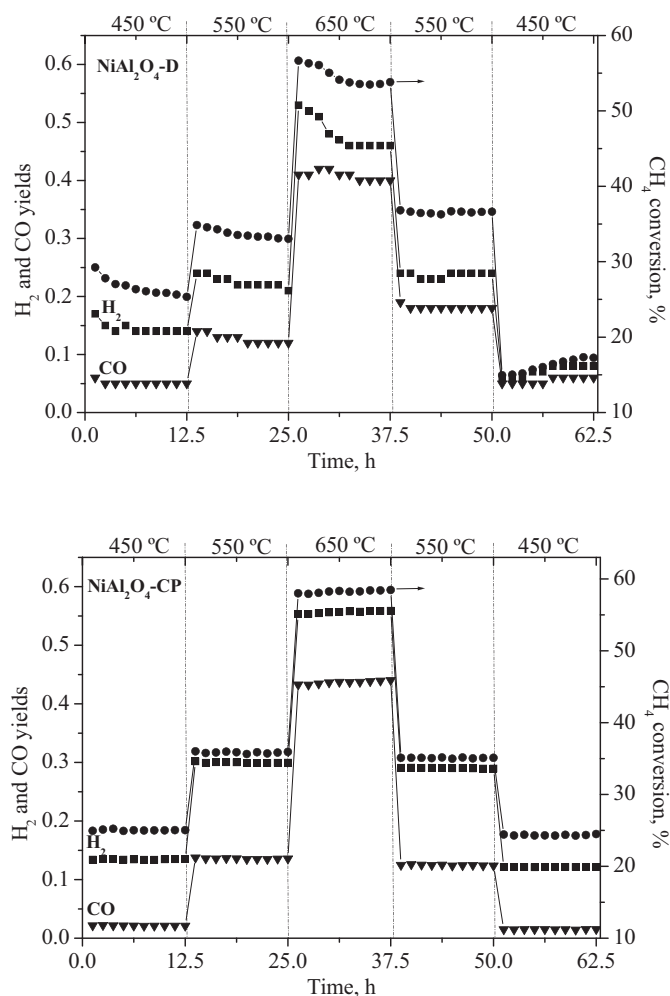 450 ºC 550 ºC 650 ºC 550 ºC 450 ºC
NiAl₂O₄-D
0.6
0.5
0.4
0.3
0.2
0.1
0.0
H₂ and CO yields
H₂
CO
60
50
40
30
20
10
CH₄ conversion, %
0.0 12.5 25.0 37.5 50.0 62.5
Time, h
450 ºC 550 ºC 650 ºC 550 ºC 450 ºC
NiAl₂O₄-CP
0.6
0.5
0.4
0.3
0.2
0.1
0.0
H₂ and CO yields
H₂
CO
60
50
40
30
20
10
CH₄ conversion, %
0.0 12.5 25.0 37.5 50.0 62.5
Time, h